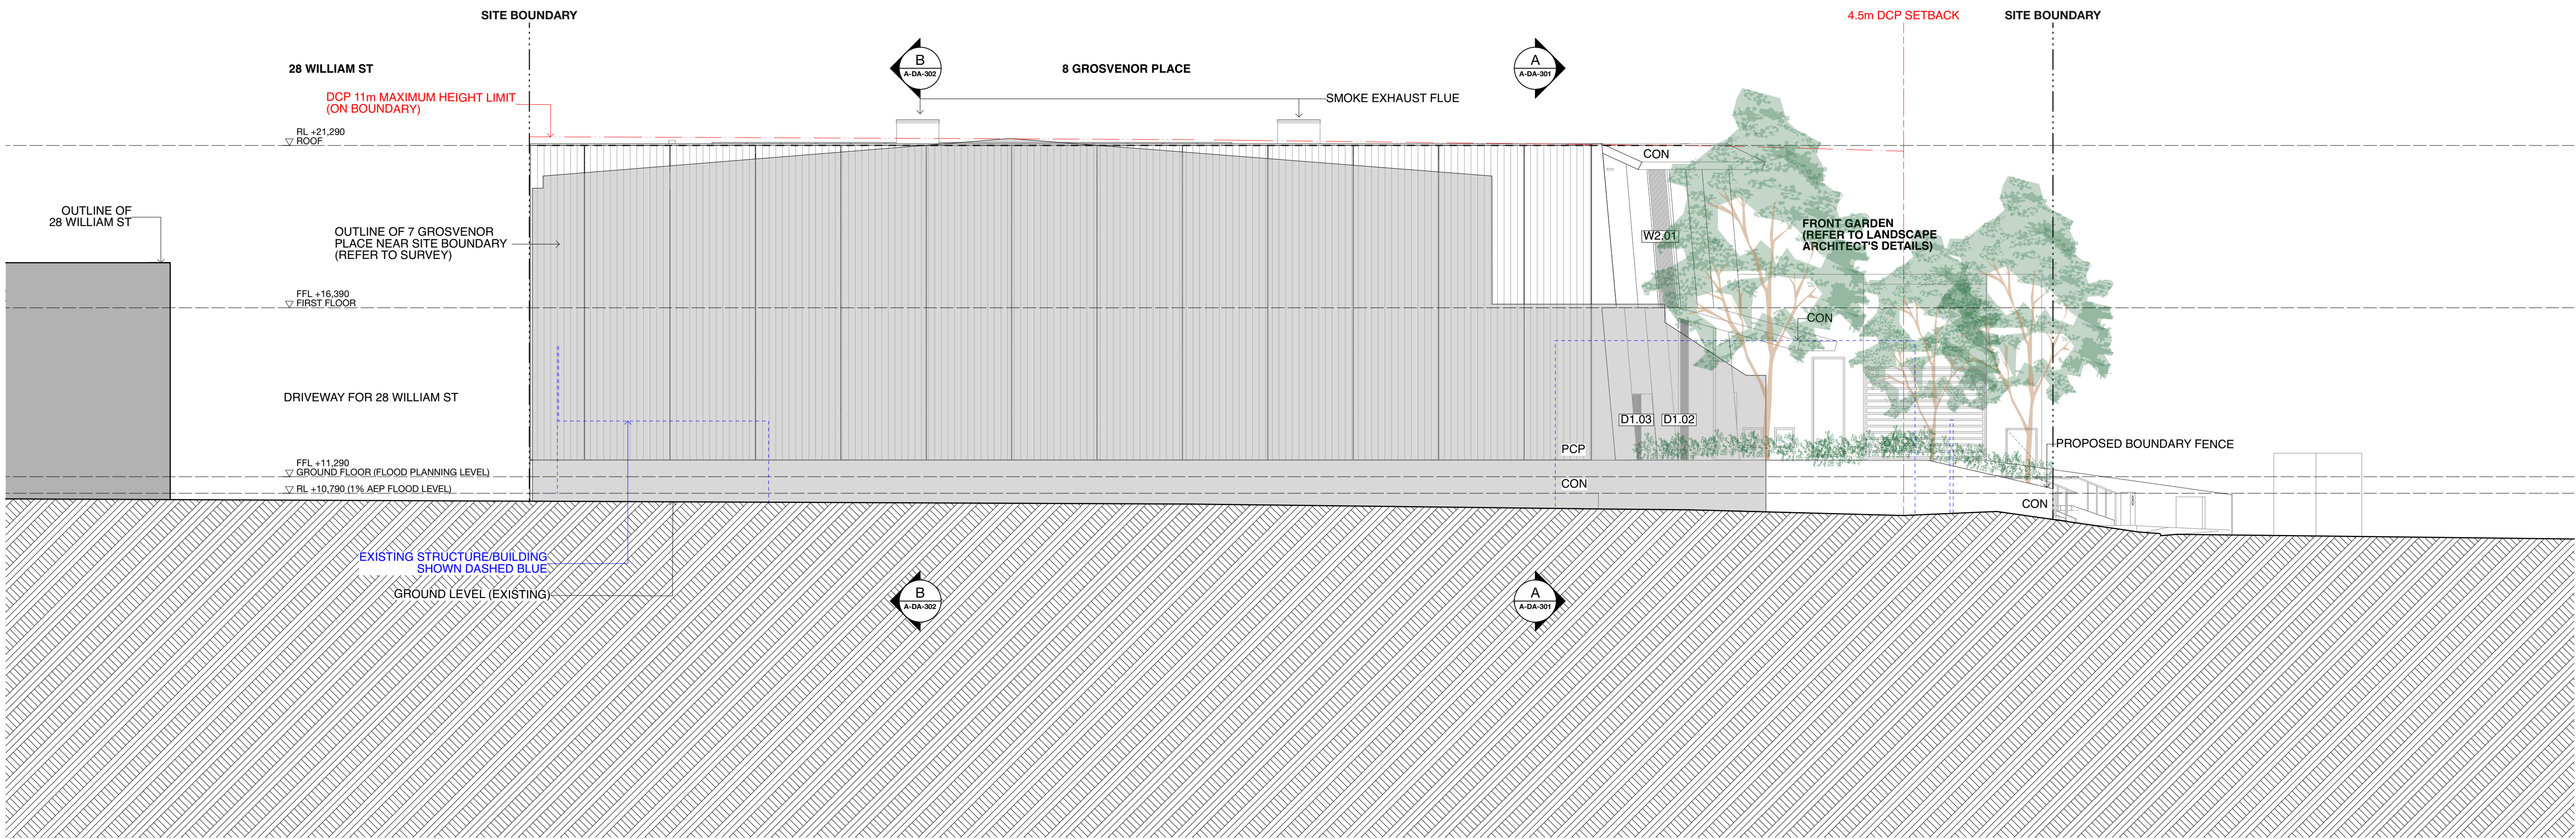 SITE BOUNDARY
4.5m DCP SETBACK
SITE BOUNDARY
28 WILLIAM ST
B
A-DA-302
8 GROSVENOR PLACE
A
A-DA-301
DCP 11m MAXIMUM HEIGHT LIMIT
(ON BOUNDARY)
SMOKE EXHAUST FLUE
RL +21,290
ROOF
CON
OUTLINE OF
28 WILLIAM ST
OUTLINE OF 7 GROSVENOR
PLACE NEAR SITE BOUNDARY
(REFER TO SURVEY)
W2.01
FRONT GARDEN
(REFER TO LANDSCAPE
ARCHITECT'S DETAILS)
FFL +16,390
FIRST FLOOR
CON
DRIVEWAY FOR 28 WILLIAM ST
D1.03
D1.02
PCP
PROPOSED BOUNDARY FENCE
FFL +11,290
GROUND FLOOR (FLOOD PLANNING LEVEL)
RL +10,790 (1% AEP FLOOD LEVEL)
CON
CON
EXISTING STRUCTURE/BUILDING
SHOWN DASHED BLUE
GROUND LEVEL (EXISTING)
B
A-DA-302
A
A-DA-301